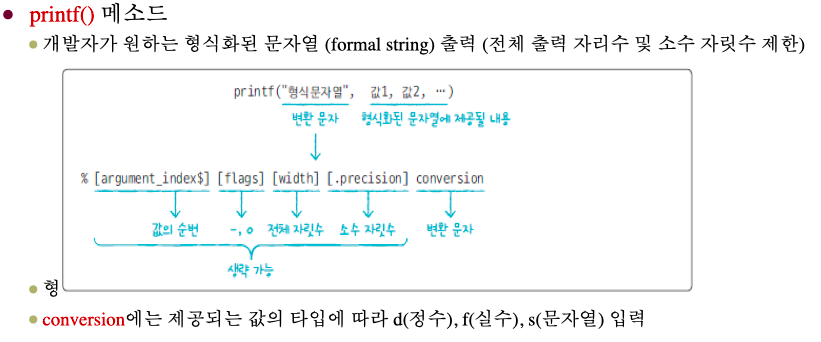 printf() 메소드
개발자가 원하는 형식화된 문자열 (formal string) 출력 (전체 출력 자리수 및 소수 자릿수 제한)
printf("형식문자열", 값1, 값2, …)
변환 문자 형식화된 문자열에 제공될 내용
% [argument_index$] [flags] [width] [.precision] conversion
값의 순번 -, 0 전체 자릿수 소수 자릿수 변환 문자
생략 가능
형
conversion에는 제공되는 값의 타입에 따라 d(정수), f(실수), s(문자열) 입력